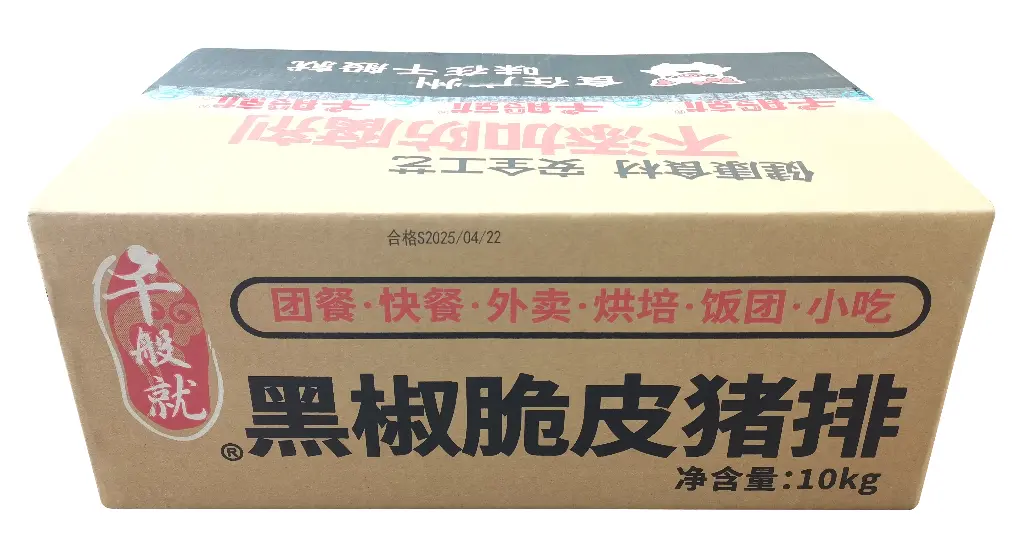 食在广州
味在千般就
千般就® 千般就® 千般就® 千般就®
不添加防腐剂
健康食材 安全工艺
合格S2025/04/22
千般就®
团餐·快餐·外卖·烘培·饭团·小吃
黑椒脆皮猪排
净含量:10kg